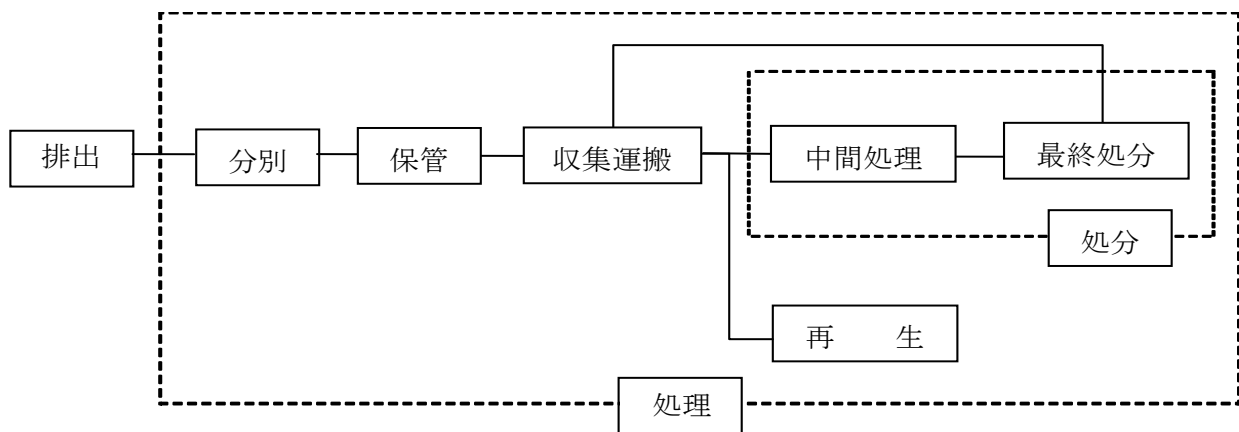 排出
分別
保管
収集運搬
中間処理
最終処分
処分
再　　生
処理